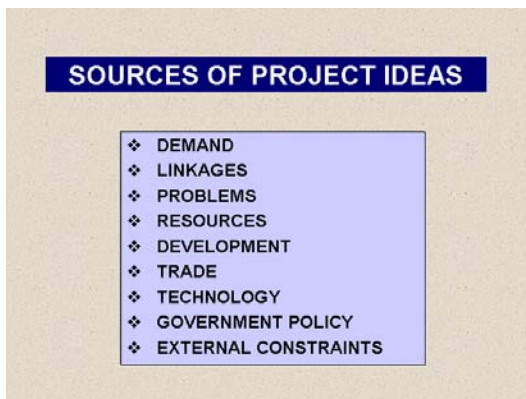 SOURCES OF PROJECT IDEAS
❖ DEMAND
❖ LINKAGES
❖ PROBLEMS
❖ RESOURCES
❖ DEVELOPMENT
❖ TRADE
❖ TECHNOLOGY
❖ GOVERNMENT POLICY
❖ EXTERNAL CONSTRAINTS